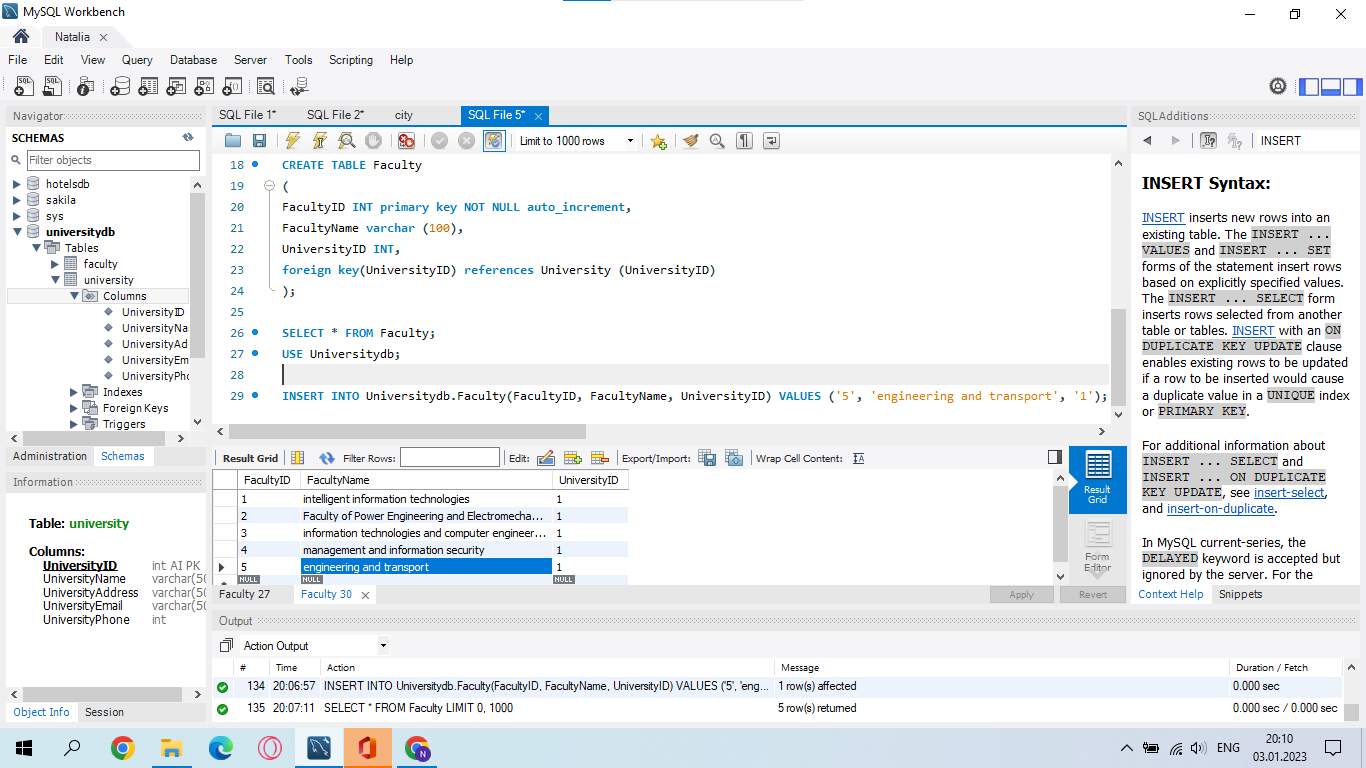 MySQL Workbench
Natalia
File Edit View Query Database Server Tools Scripting Help
Navigator
SCHEMAS
Filter objects
hotelsdb
sakila
sys
universitydb
Tables
faculty
university
Columns
UniversityID
UniversityNa
UniversityAd
UniversityEm
UniversityPho
Indexes
Foreign Keys
Triggers
Administration Schemas
Information
Table: university
Columns:
UniversityID int AI PK
UniversityName varchar(50
UniversityAddress varchar(50
UniversityEmail varchar(50
UniversityPhone int
Object Info Session
SQL File 1* SQL File 2* city SQL File 5*
Limit to 1000 rows
18 CREATE TABLE Faculty
19 (
20 FacultyID INT primary key NOT NULL auto_increment,
21 FacultyName varchar (100),
22 UniversityID INT,
23 foreign key(UniversityID) references University (UniversityID)
24 );
25
26 SELECT * FROM Faculty;
27 USE Universitydb;
28
29 INSERT INTO Universitydb.Faculty(FacultyID, FacultyName, UniversityID) VALUES ('5', 'engineering and transport', '1');
Result Grid Filter Rows: Edit: Export/Import: Wrap Cell Content:
FacultyID FacultyName UniversityID
1 intelligent information technologies 1
2 Faculty of Power Engineering and Electromecha... 1
3 information technologies and computer engineer... 1
4 management and information security 1
5 engineering and transport 1
NULL NULL NULL
Result
Grid
Form
Editor
Faculty 27 Faculty 30 Apply Revert
Output
Action Output
# Time Action Message Duration / Fetch
134 20:06:57 INSERT INTO Universitydb.Faculty(FacultyID, FacultyName, UniversityID) VALUES ('5', 'eng... 1 row(s) affected 0.000 sec
135 20:07:11 SELECT * FROM Faculty LIMIT 0, 1000 5 row(s) returned 0.000 sec / 0.000 sec
SQLAdditions
INSERT
INSERT Syntax:
INSERT inserts new rows into an
existing table. The INSERT ...
VALUES and INSERT ... SET
forms of the statement insert rows
based on explicitly specified values.
The INSERT ... SELECT form
inserts rows selected from another
table or tables. INSERT with an ON
DUPLICATE KEY UPDATE clause
enables existing rows to be updated
if a row to be inserted would cause
a duplicate value in a UNIQUE index
or PRIMARY KEY.
For additional information about
INSERT ... SELECT and
INSERT ... ON DUPLICATE
KEY UPDATE, see insert-select,
and insert-on-duplicate.
In MySQL current-series, the
DELAYED keyword is accepted but
ignored by the server. For the
Context Help Snippets
ENG
20:10
03.01.2023